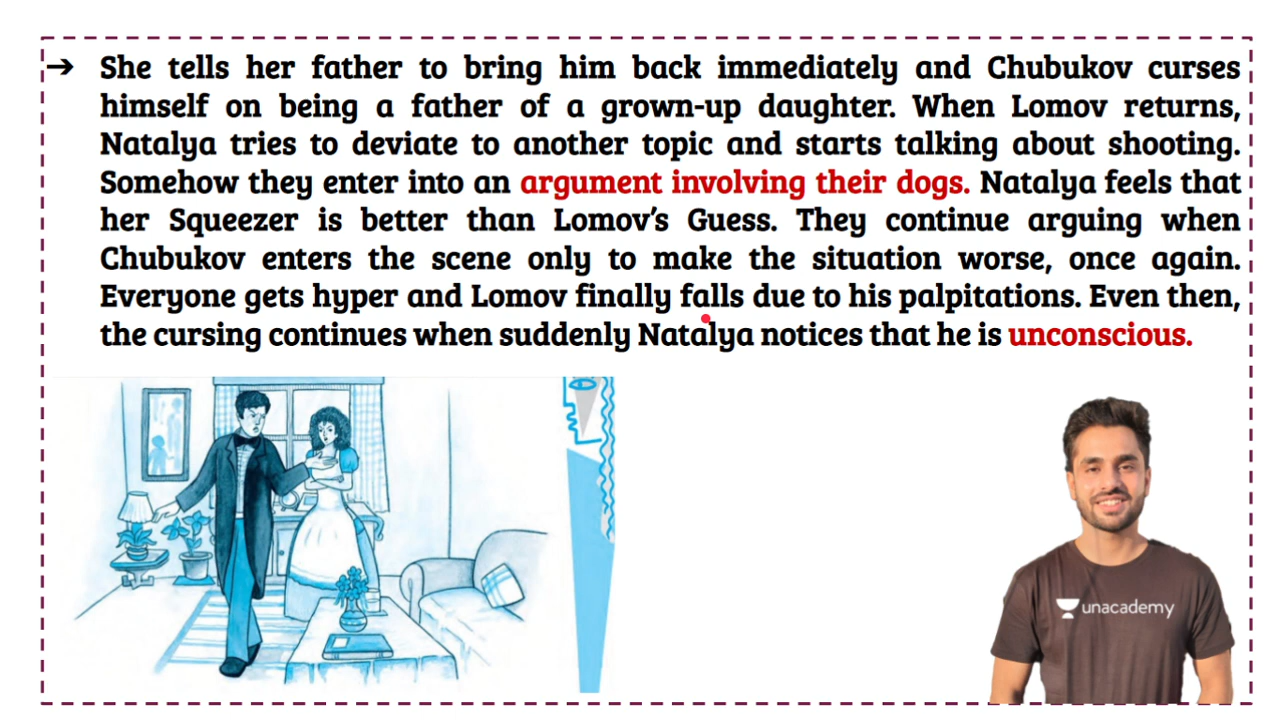 ➔ She tells her father to bring him back immediately and Chubukov curses
himself on being a father of a grown-up daughter. When Lomov returns,
Natalya tries to deviate to another topic and starts talking about shooting.
Somehow they enter into an argument involving their dogs. Natalya feels that
her Squeezer is better than Lomov’s Guess. They continue arguing when
Chubukov enters the scene only to make the situation worse, once again.
Everyone gets hyper and Lomov finally falls due to his palpitations. Even then,
the cursing continues when suddenly Natalya notices that he is unconscious.
unacademy